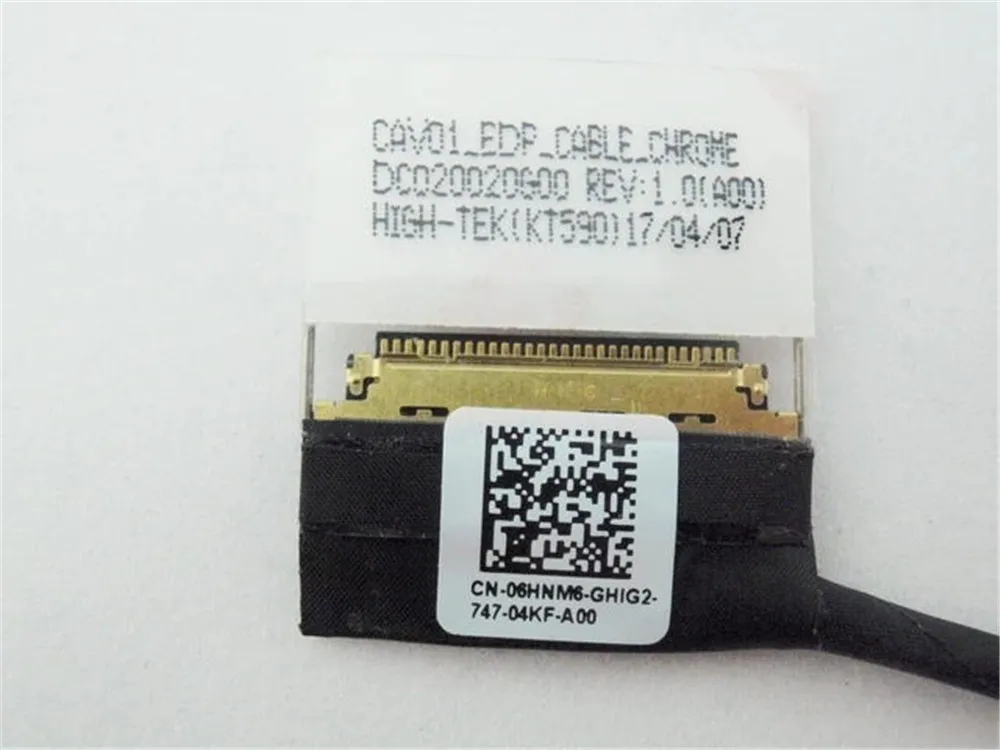 CAV01_EDP_CABLE_CHROME
DC020020G00 REV:1.0(A00)
HIGH-TEK(KT590)17/04/07
CN-06HNM6-GHIG2-
747-04KF-A00